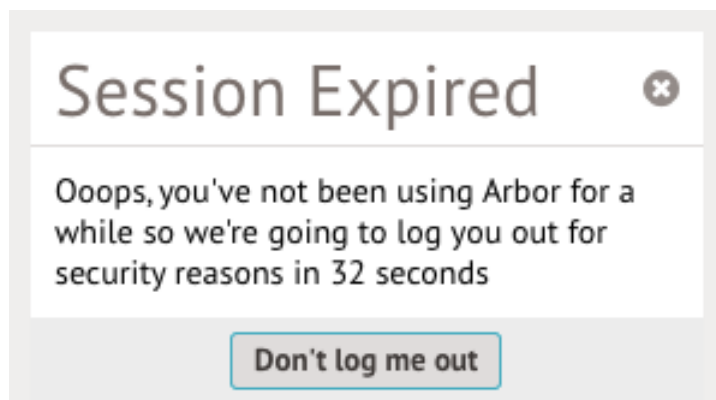 Session Expired
Ooops, you've not been using Arbor for a
while so we're going to log you out for
security reasons in 32 seconds
Don't log me out